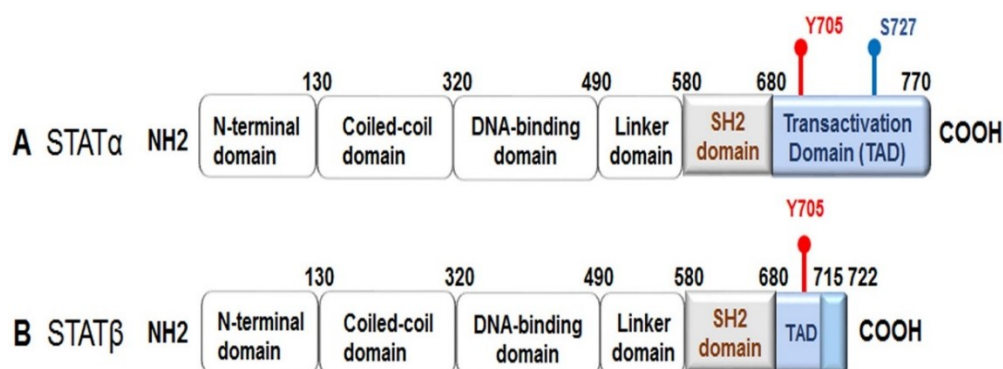 Y705 S727
130 320 490 580 680 770
A STATα NH2 N-terminal domain Coiled-coil domain DNA-binding domain Linker domain SH2 domain Transactivation Domain (TAD) COOH
Y705
130 320 490 580 680 715 722
B STATβ NH2 N-terminal domain Coiled-coil domain DNA-binding domain Linker domain SH2 domain TAD COOH